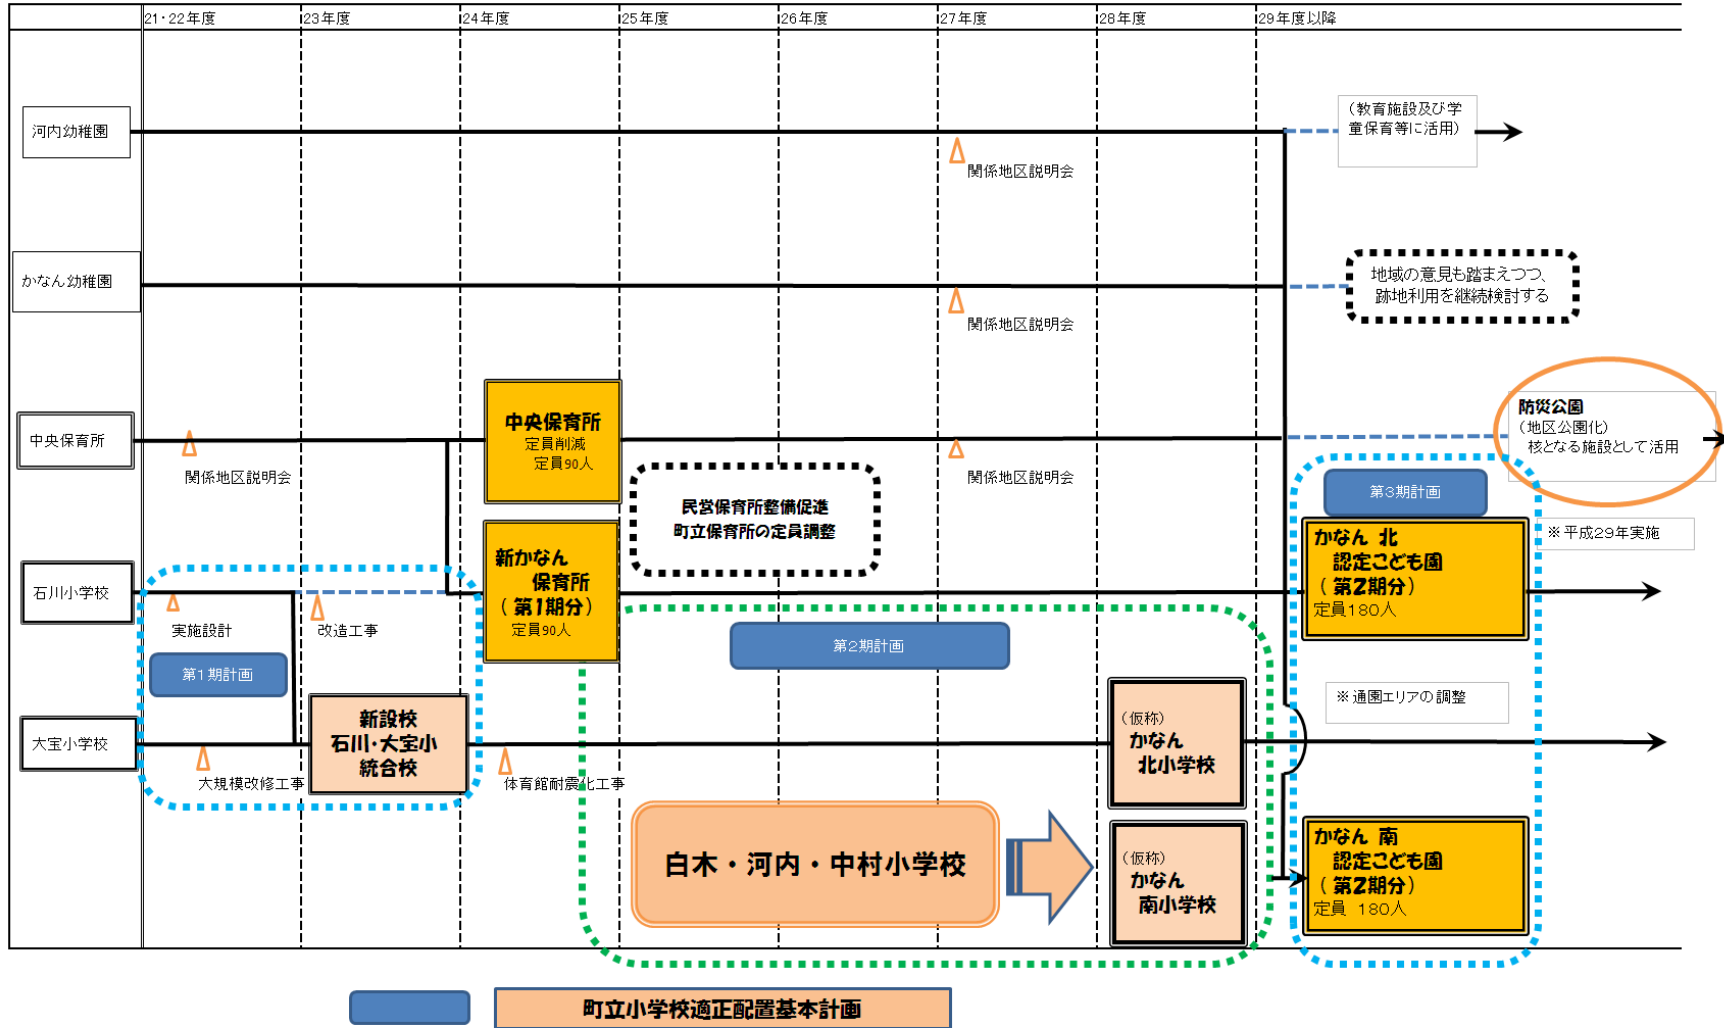 21・22年度
23年度
24年度
25年度
26年度
27年度
28年度
29年度以降
河内幼稚園
関係地区説明会
（教育施設及び学
童保育等に活用）
かなん幼稚園
関係地区説明会
地域の意見も踏まえつつ、
跡地利用を継続検討する
中央保育所
関係地区説明会
中央保育所
定員削減
定員90人
関係地区説明会
防災公園
（地区公園化）
核となる施設として活用
民営保育所整備促進
町立保育所の定員調整
第3期計画
石川小学校
実施設計
改造工事
新かなん
保育所
（第1期分）
定員90人
かなん 北
認定こども園
（第2期分）
定員180人
※平成29年実施
第1期計画
第2期計画
※通園エリアの調整
大宝小学校
大規模改修工事
新設校
石川・大宝小
統合校
体育館耐震化工事
（仮称）
かなん
北小学校
白木・河内・中村小学校
（仮称）
かなん
南小学校
かなん 南
認定こども園
（第2期分）
定員 180人
町立小学校適正配置基本計画